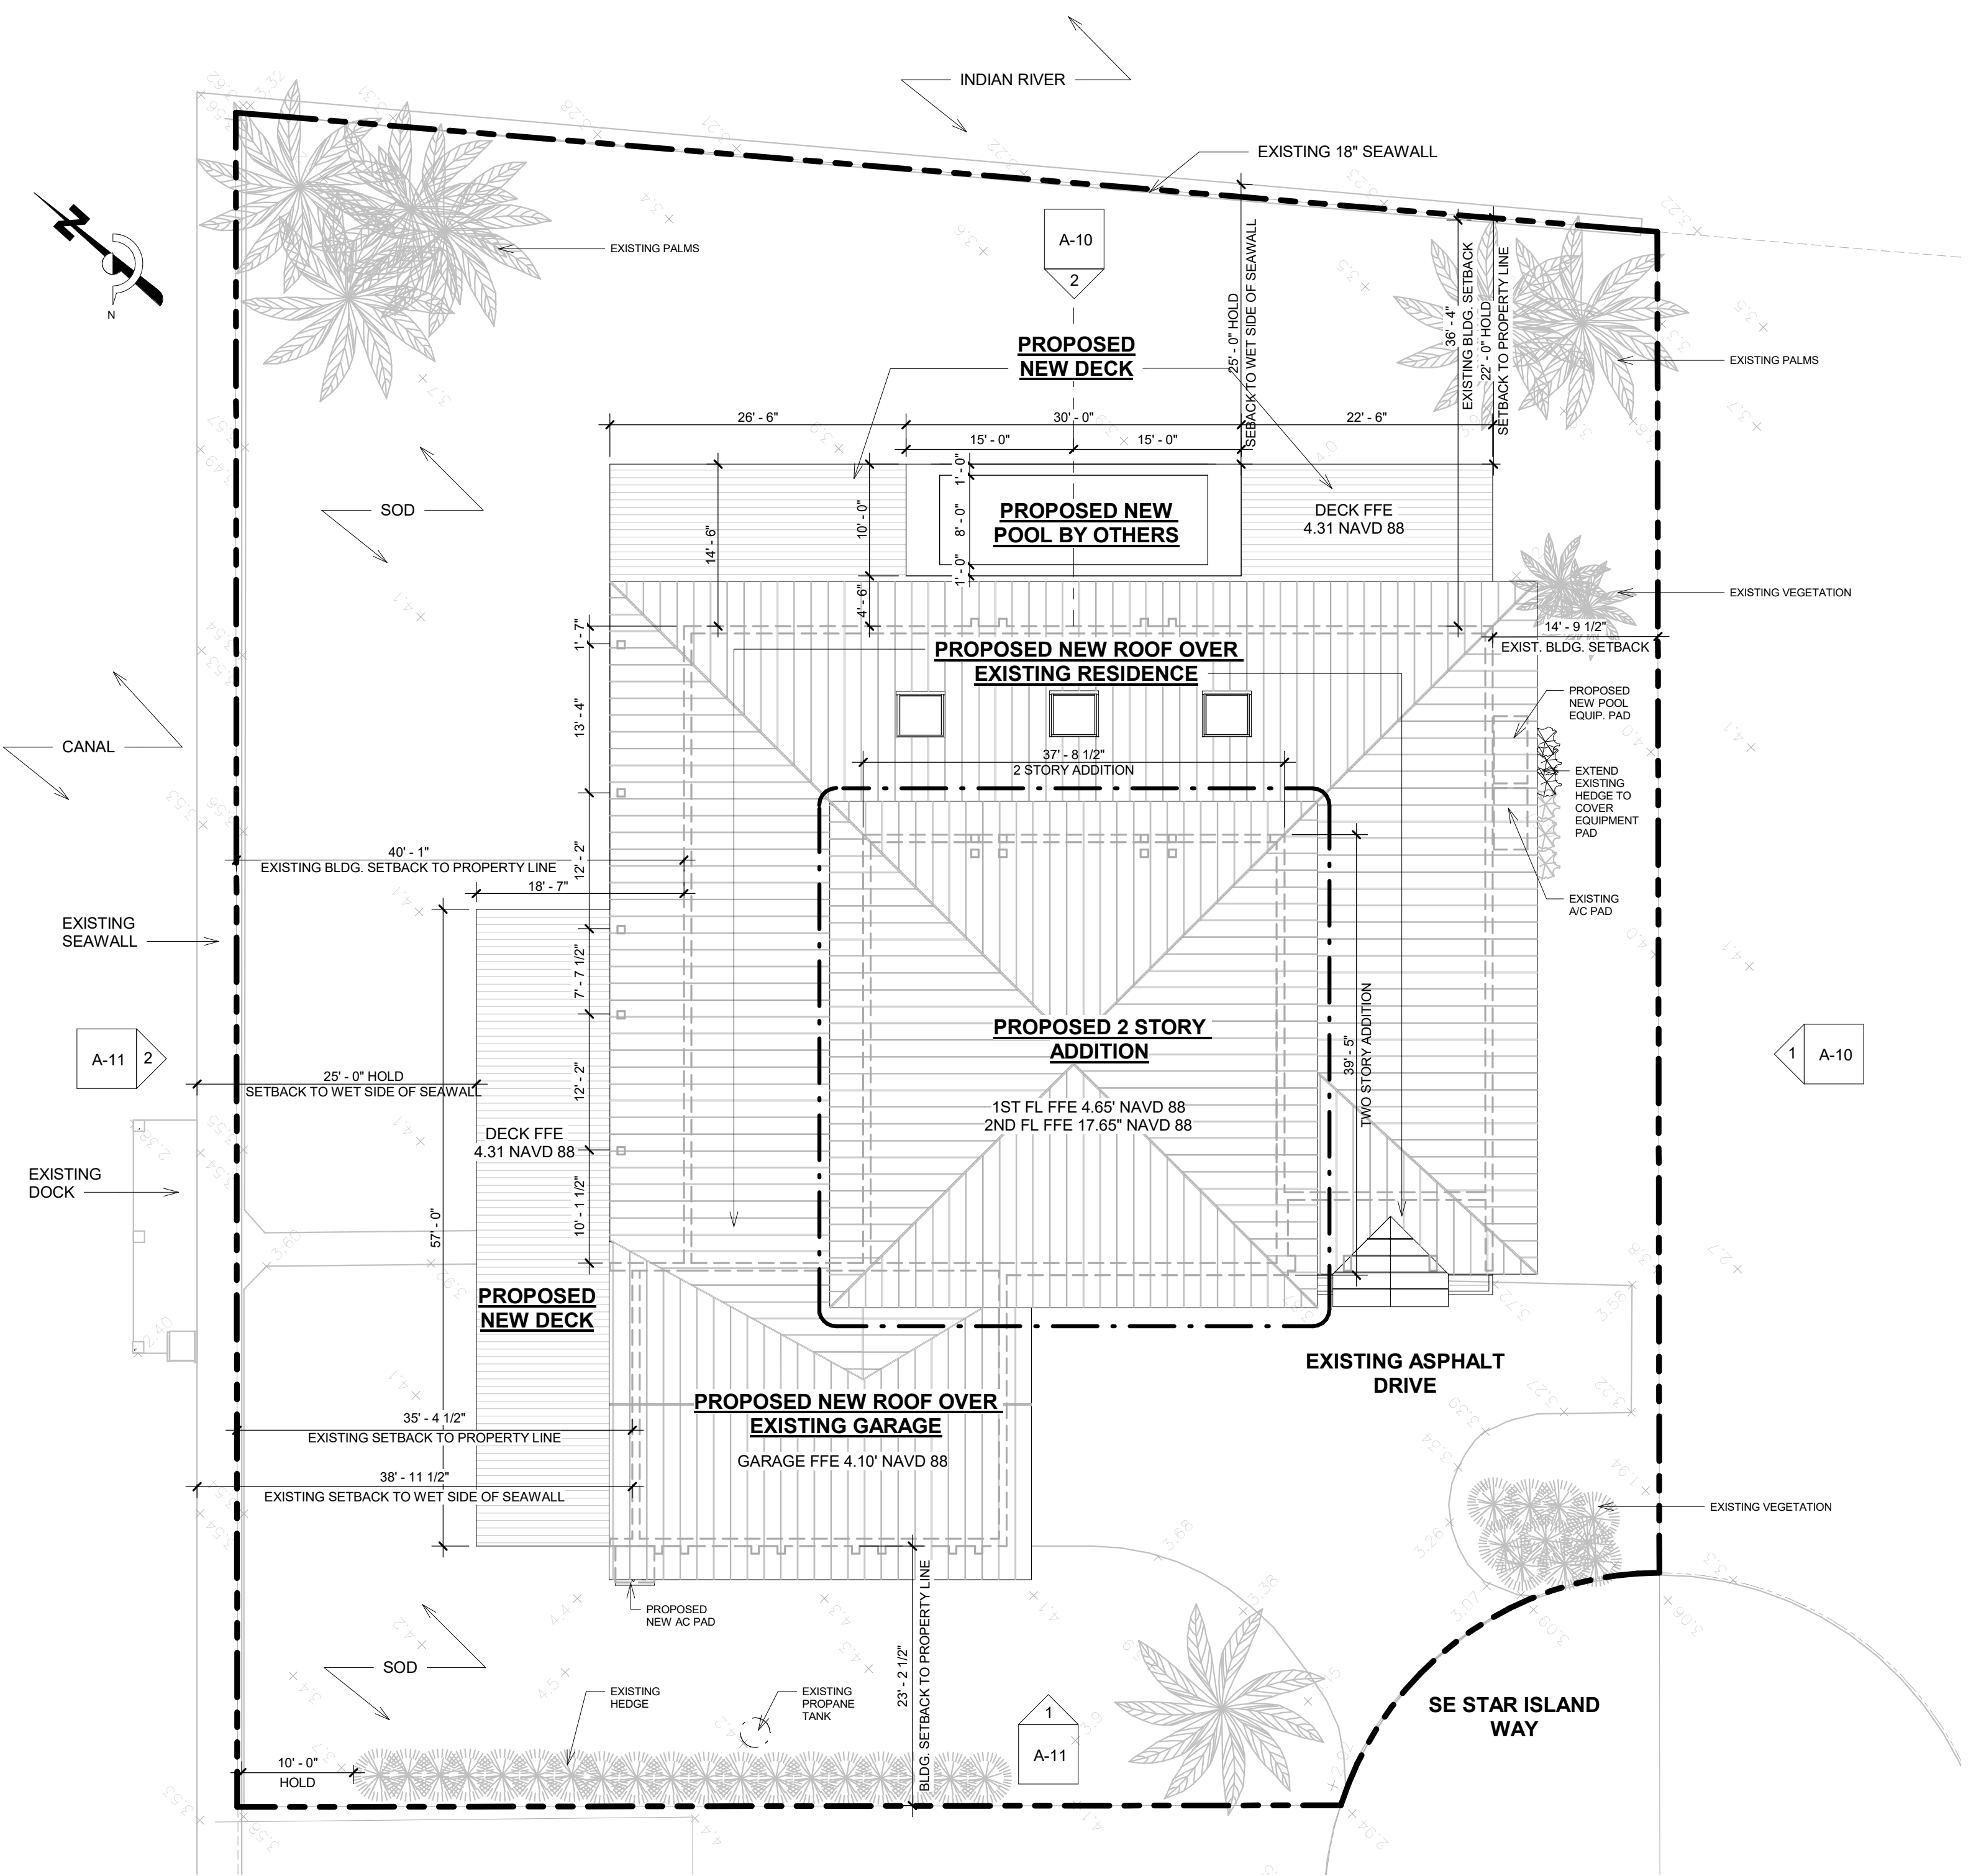 INDIAN RIVER
EXISTING 18" SEAWALL
N
N
EXISTING PALMS
A-10
2
PROPOSED
NEW DECK
25' - 0" HOLD
SEBACK TO WET SIDE OF SEAWALL
36' - 4"
EXISTING BLDG. SETBACK
22' - 0" HOLD
SETBACK TO PROPERTY LINE
EXISTING PALMS
26' - 6"
30' - 0"
22' - 6"
15' - 0"
15' - 0"
SOD
14' - 6"
10' - 0"
1' - 0"
8' - 0"
1' - 0"
4' - 6"
PROPOSED NEW
POOL BY OTHERS
DECK FFE
4.31 NAVD 88
EXISTING VEGETATION
1' - 7"
PROPOSED NEW ROOF OVER
EXISTING RESIDENCE
14' - 9 1/2"
EXIST. BLDG. SETBACK
PROPOSED
NEW POOL
EQUIP. PAD
CANAL
13' - 4"
37' - 8 1/2"
2 STORY ADDITION
EXTEND
EXISTING
HEDGE TO
COVER
EQUIPMENT
PAD
40' - 1"
EXISTING BLDG. SETBACK TO PROPERTY LINE
12' - 2"
18' - 7"
EXISTING
A/C PAD
EXISTING
SEAWALL
7' - 7 1/2"
PROPOSED 2 STORY
ADDITION
39' - 5"
TWO STORY ADDITION
A-11
2
1
A-10
25' - 0" HOLD
SETBACK TO WET SIDE OF SEAWALL
12' - 2"
1ST FL FFE 4.65' NAVD 88
2ND FL FFE 17.65" NAVD 88
DECK FFE
4.31 NAVD 88
EXISTING
DOCK
10' - 1 1/2"
57' - 0"
PROPOSED
NEW DECK
EXISTING ASPHALT
DRIVE
PROPOSED NEW ROOF OVER
EXISTING GARAGE
35' - 4 1/2"
EXISTING SETBACK TO PROPERTY LINE
GARAGE FFE 4.10' NAVD 88
38' - 11 1/2"
EXISTING SETBACK TO WET SIDE OF SEAWALL
EXISTING VEGETATION
PROPOSED
NEW AC PAD
23' - 2 1/2"
BLDG. SETBACK TO PROPERTY LINE
SOD
EXISTING
HEDGE
EXISTING
PROPANE
TANK
SE STAR ISLAND
WAY
1
A-11
10' - 0"
HOLD